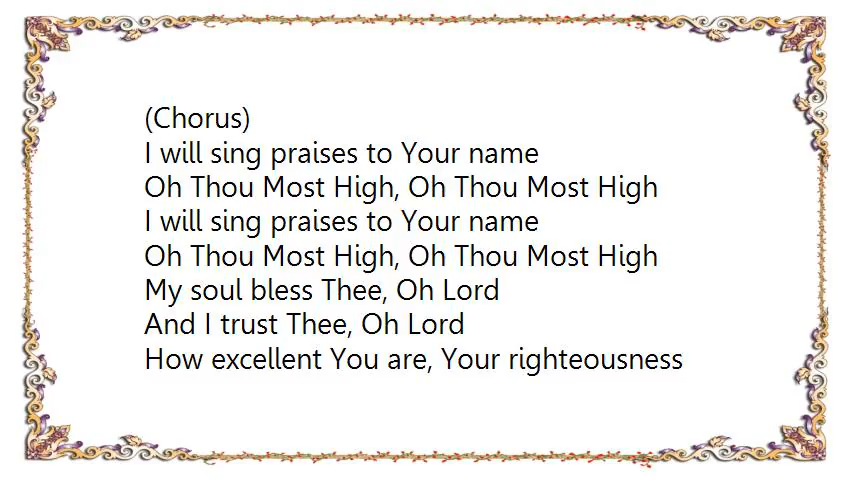 (Chorus)
I will sing praises to Your name
Oh Thou Most High, Oh Thou Most High
I will sing praises to Your name
Oh Thou Most High, Oh Thou Most High
My soul bless Thee, Oh Lord
And I trust Thee, Oh Lord
How excellent You are, Your righteousness